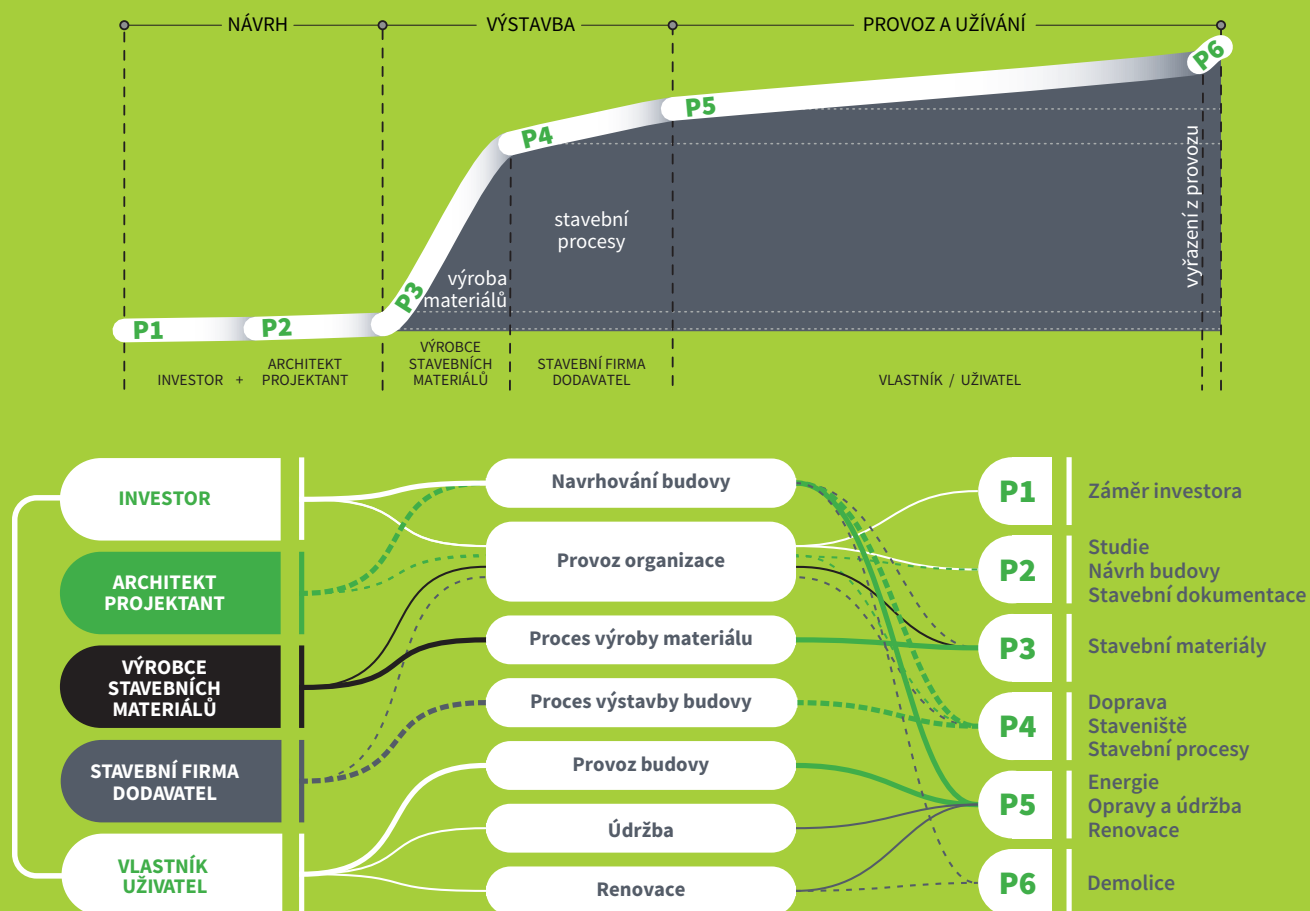 NÁVRH
VÝSTAVBA
PROVOZ A UŽÍVÁNÍ
P1
P2
P3
P4
P5
P6
výroba
materiálů
stavební
procesy
vyřazení z provozu
INVESTOR +
ARCHITEKT
PROJEKTANT
VÝROBCE
STAVEBNÍCH
MATERIÁLŮ
STAVEBNÍ FIRMA
DODAVATEL
VLASTNÍK / UŽIVATEL
INVESTOR
ARCHITEKT
PROJEKTANT
VÝROBCE
STAVEBNÍCH
MATERIÁLŮ
STAVEBNÍ FIRMA
DODAVATEL
VLASTNÍK
UŽIVATEL
Navrhování budovy
Provoz organizace
Proces výroby materiálu
Proces výstavby budovy
Provoz budovy
Údržba
Renovace
P1
Záměr investora
P2
Studie
Návrh budovy
Stavební dokumentace
P3
Stavební materiály
P4
Doprava
Staveniště
Stavební procesy
P5
Energie
Opravy a údržba
Renovace
P6
Demolice